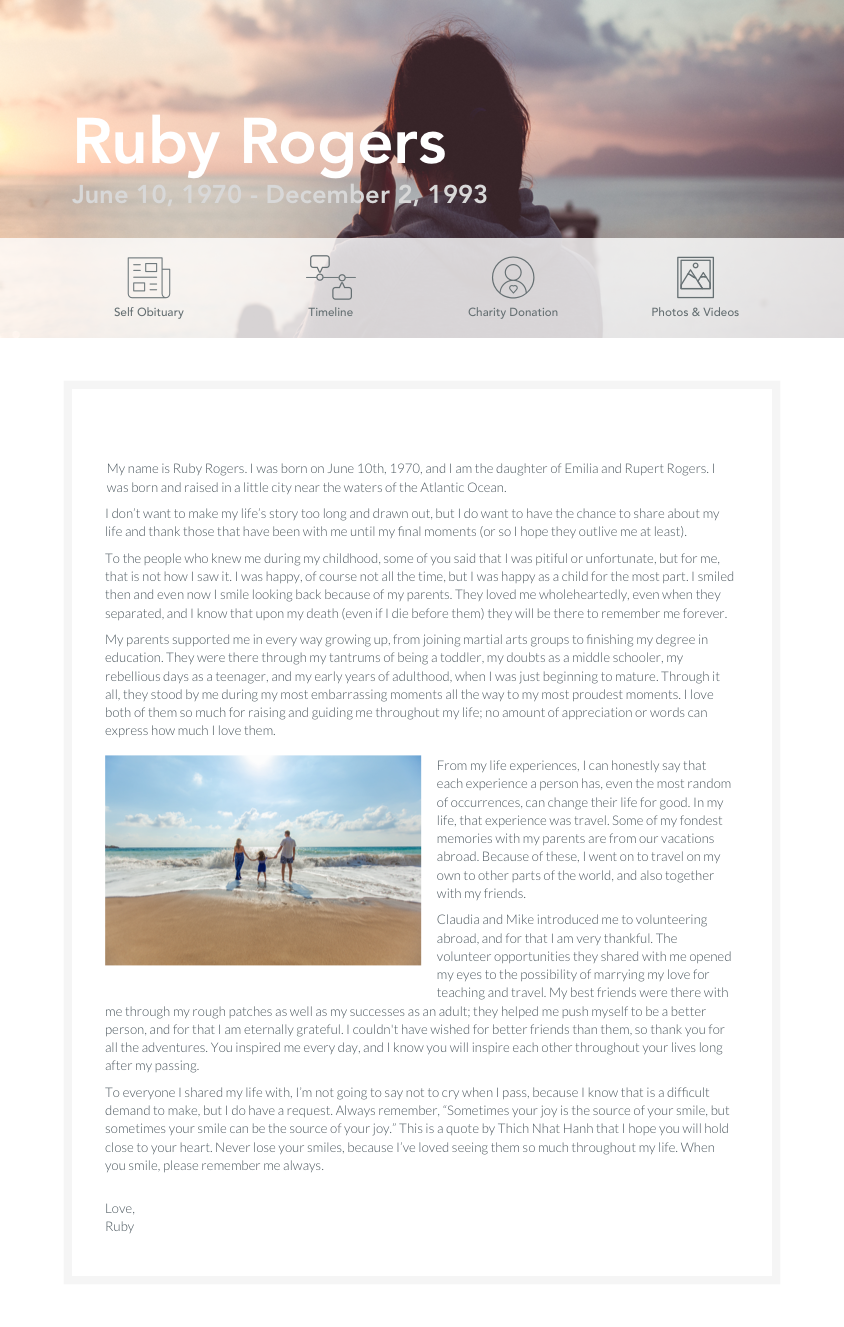 Ruby Rogers
June 10, 1970 - December 2, 1993
Self Obituary
Timeline
Charity Donation
Photos & Videos
My name is Ruby Rogers. I was born on June 10th, 1970, and I am the daughter of Emilia and Rupert Rogers. I
was born and raised in a little city near the waters of the Atlantic Ocean.
I don't want to make my life's story too long and drawn out, but I do want to have the chance to share about my
life and thank those that have been with me until my final moments (or so I hope they outlive me at least).
To the people who knew me during my childhood, some of you said that I was pitiful or unfortunate, but for me,
that is not how I saw it. I was happy, of course not all the time, but I was happy as a child for the most part. I smiled
then and even now I smile looking back because of my parents. They loved me wholeheartedly, even when they
separated, and I know that upon my death (even if I die before them) they will be there to remember me forever.
My parents supported me in every way growing up, from joining martial arts groups to finishing my degree in
education. They were there through my tantrums of being a toddler, my doubts as a middle schooler, my
rebellious days as a teenager, and my early years of adulthood, when I was just beginning to mature. Through it
all, they stood by me during my most embarrassing moments all the way to my most proudest moments. I love
both of them so much for raising and guiding me throughout my life; no amount of appreciation or words can
express how much I love them.
From my life experiences, I can honestly say that
each experience a person has, even the most random
of occurrences, can change their life for good. In my
life, that experience was travel. Some of my fondest
memories with my parents are from our vacations
abroad. Because of these, I went on to travel on my
own to other parts of the world, and also together
with my friends.
Claudia and Mike introduced me to volunteering
abroad, and for that I am very thankful. The
volunteer opportunities they shared with me opened
my eyes to the possibility of marrying my love for
teaching and travel. My best friends were there with
me through my rough patches as well as my successes as an adult; they helped me push myself to be a better
person, and for that I am eternally grateful. I couldn't have wished for better friends than them, so thank you for
all the adventures. You inspired me every day, and I know you will inspire each other throughout your lives long
after my passing.
To everyone I shared my life with, I'm not going to say not to cry when I pass, because I know that is a difficult
demand to make, but I do have a request. Always remember, “Sometimes your joy is the source of your smile, but
sometimes your smile can be the source of your joy.” This is a quote by Thich Nhat Hanh that I hope you will hold
close to your heart. Never lose your smiles, because I've loved seeing them so much throughout my life. When
you smile, please remember me always.
Love,
Ruby